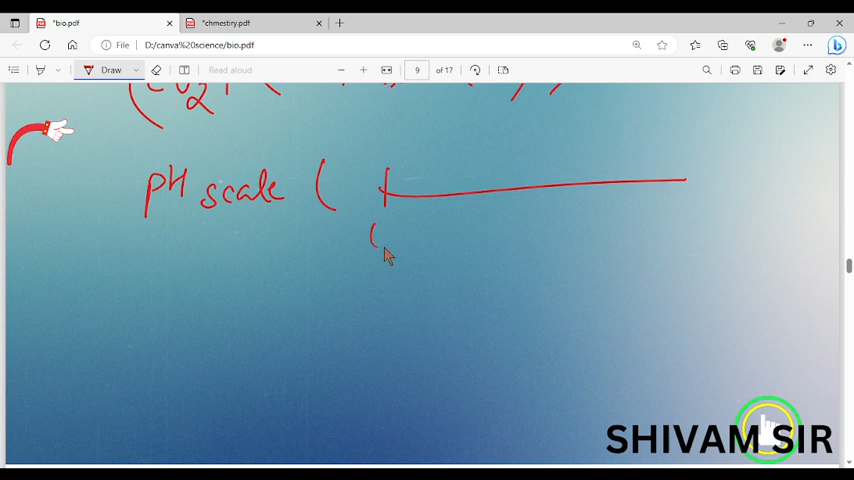 *bio.pdf
*chmestiry.pdf
File
D:/canva%20science/bio.pdf
Draw
Read aloud
9 of 17
pH scale (
SHIVAM SIR